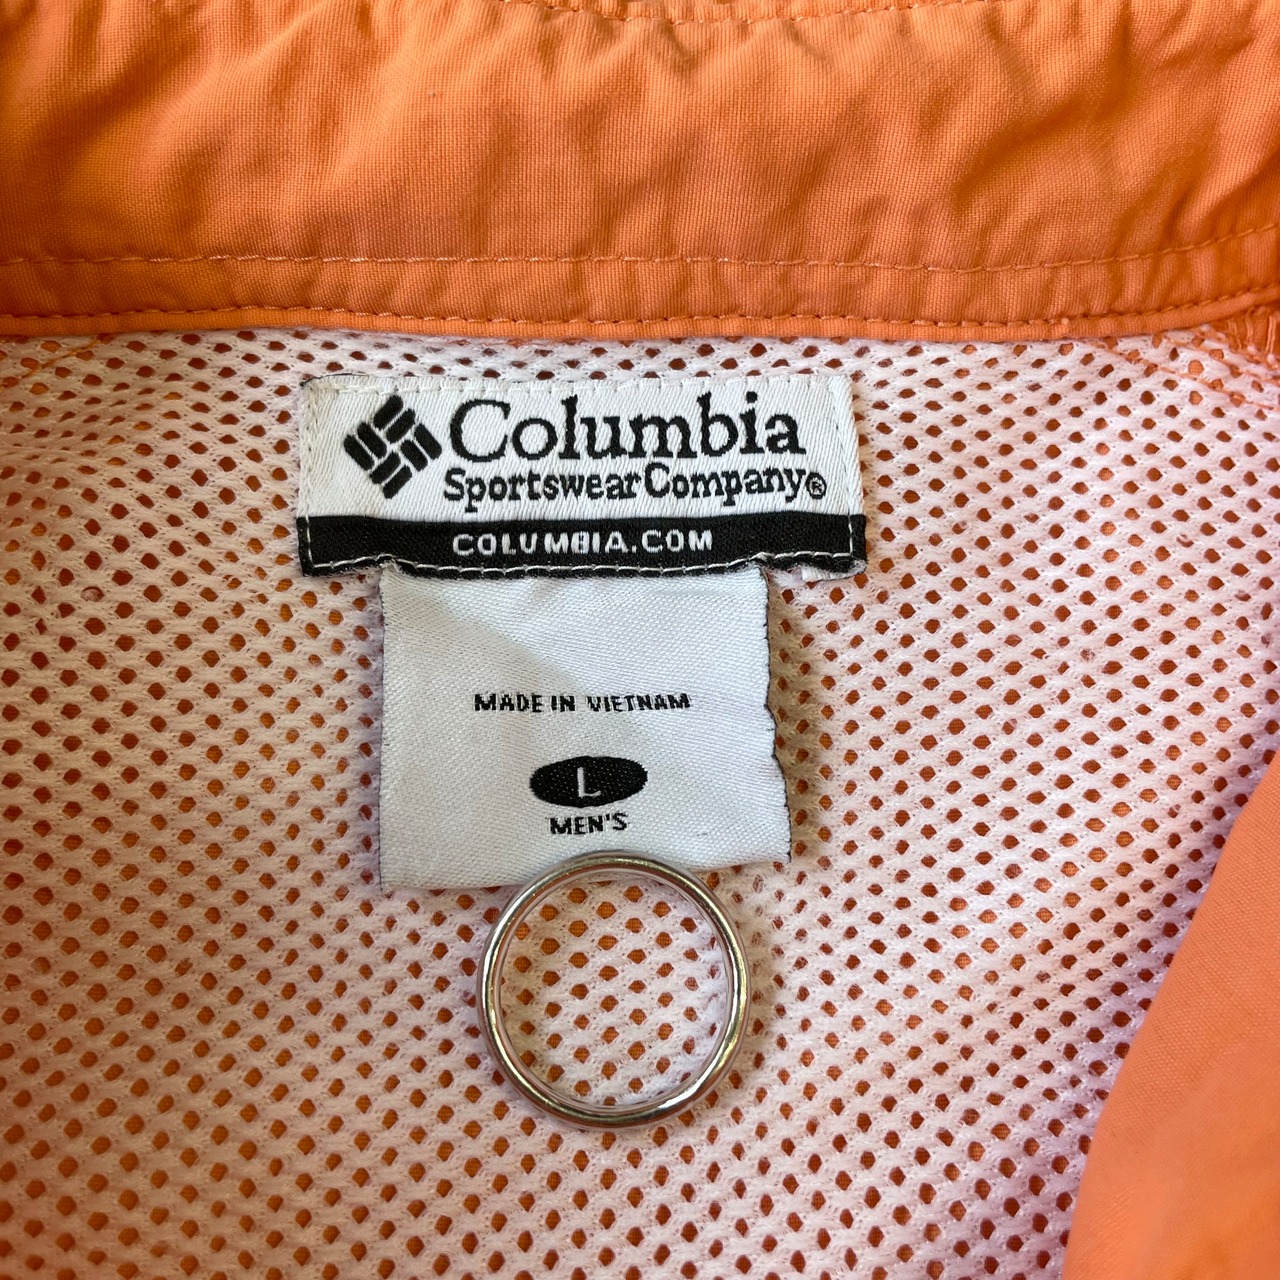 Columbia
Sportswear Company®
COLUMBIA.COM
MADE IN VIETNAM
L
MEN'S